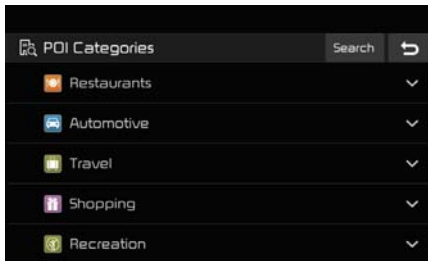 POI Categories Search
Restaurants
Automotive
Travel
Shopping
Recreation